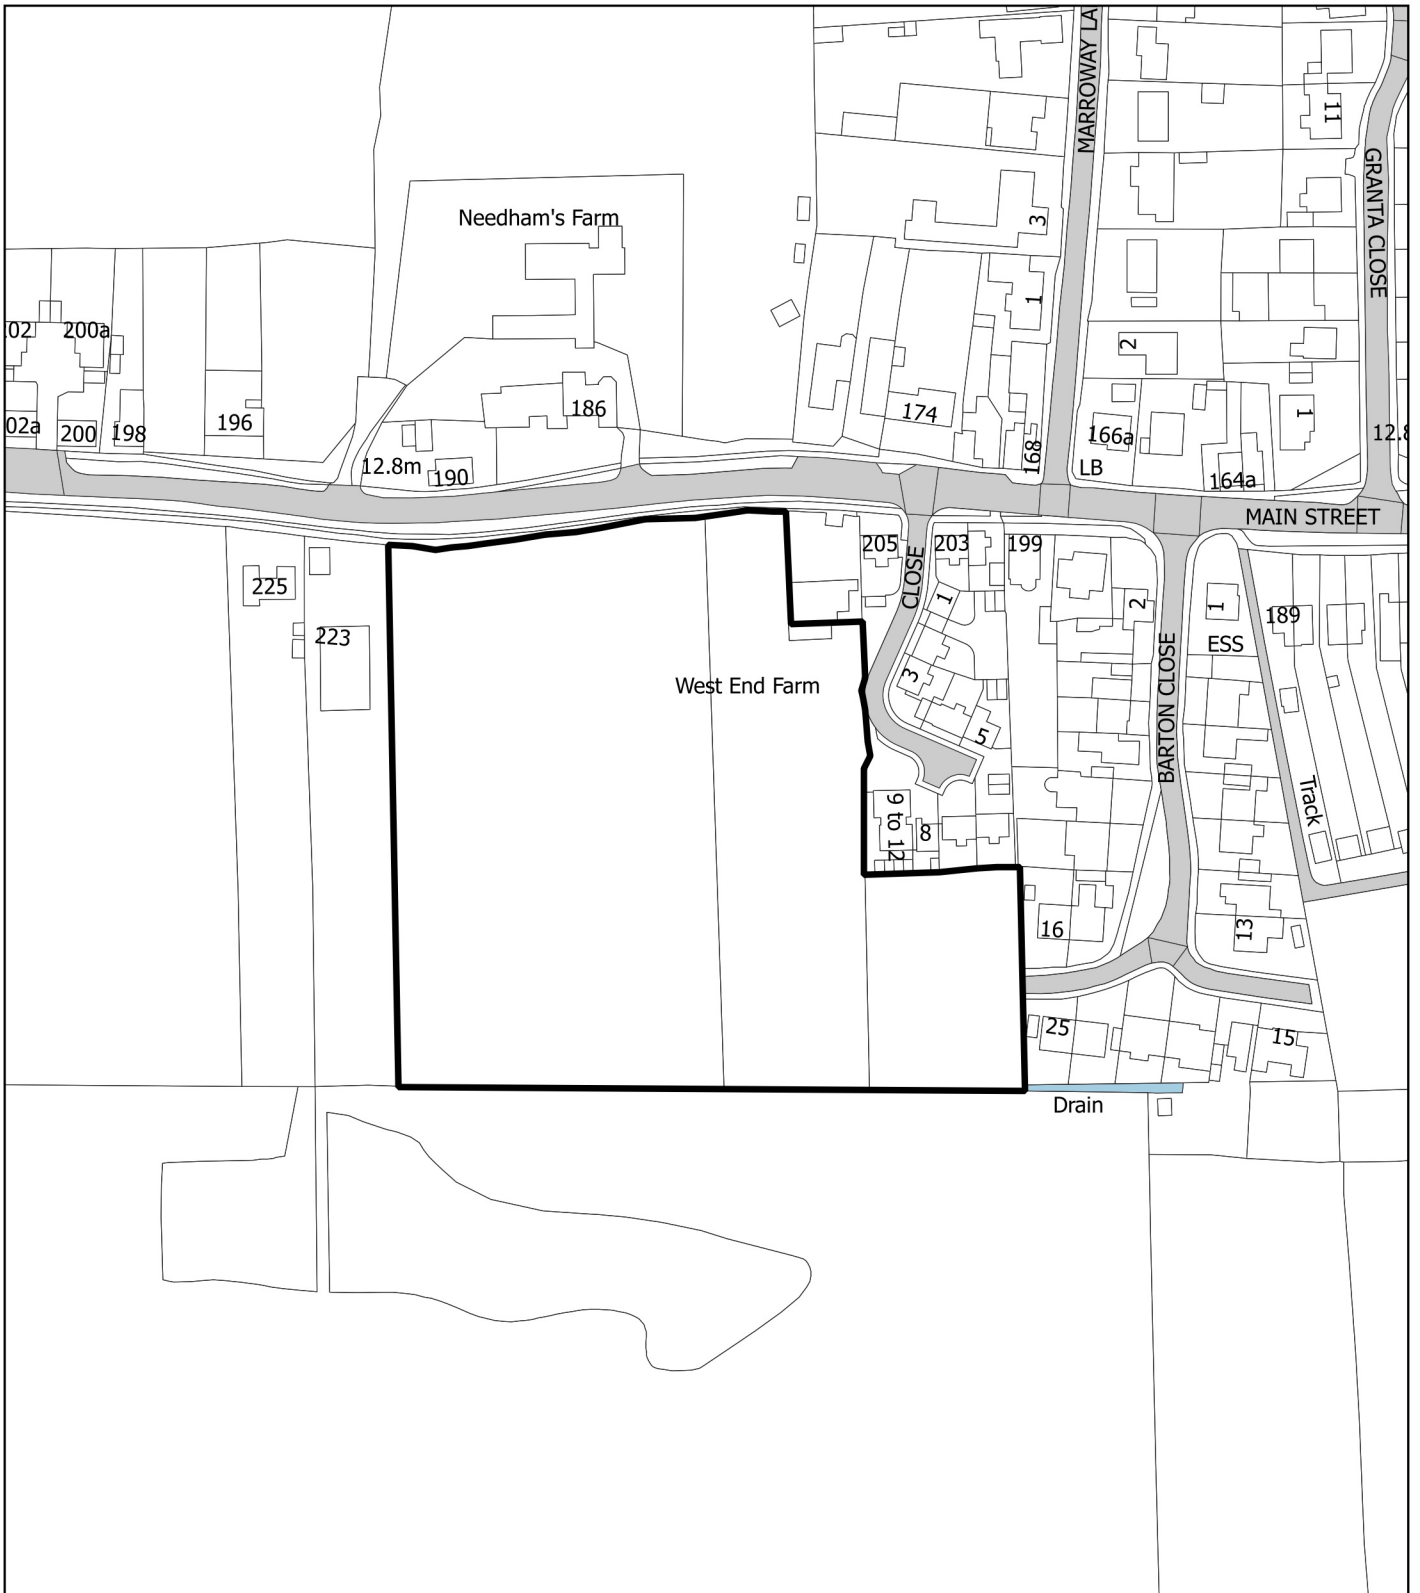 MARROWAY LA
11
GRANTA CLOSE
Needham's Farm
3
1
02
200a
2
186
174
166a
1
02a
200
198
196
12.8m
190
168
LB
164a
12.8
MAIN STREET
205
CLOSE
203
199
225
223
1
2
1
189
ESS
3
West End Farm
5
BARTON CLOSE
Track
9 to 12
8
16
13
25
15
Drain